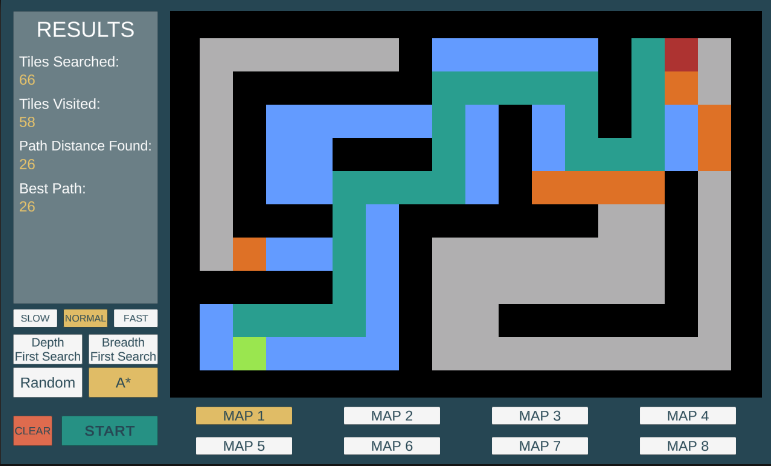 RESULTS
Tiles Searched:
66
Tiles Visited:
58
Path Distance Found:
26
Best Path:
26
SLOW NORMAL FAST
Depth
First Search
Breadth
First Search
Random A*
CLEAR START
MAP 1 MAP 2 MAP 3 MAP 4
MAP 5 MAP 6 MAP 7 MAP 8